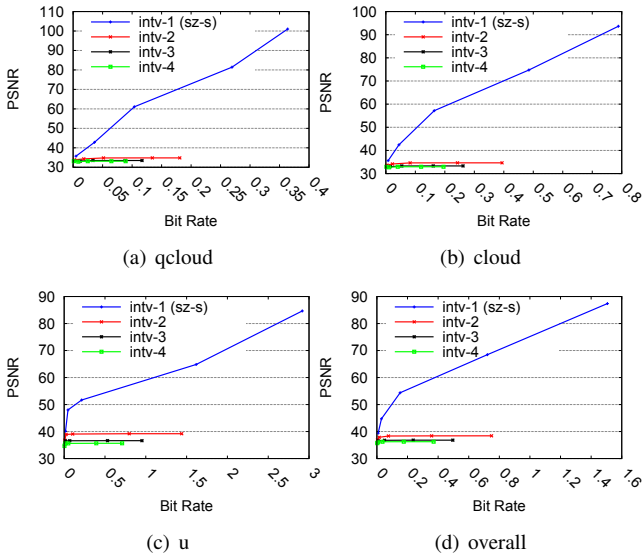 110
100
90
80
70
60
50
40
30
PSNR
intv-1 (sz-s)
intv-2
intv-3
intv-4
0
0.05
0.1
0.15
0.2
0.25
0.3
0.35
0.4
Bit Rate
(a) qcloud
100
90
80
70
60
50
40
30
PSNR
intv-1 (sz-s)
intv-2
intv-3
intv-4
0
0.1
0.2
0.3
0.4
0.5
0.6
0.7
0.8
Bit Rate
(b) cloud
90
80
70
60
50
40
30
PSNR
intv-1 (sz-s)
intv-2
intv-3
intv-4
0
0.5
1
1.5
2
2.5
3
Bit Rate
(c) u
90
80
70
60
50
40
30
PSNR
intv-1 (sz-s)
intv-2
intv-3
intv-4
0
0.2
0.4
0.6
0.8
1
1.2
1.4
1.6
Bit Rate
(d) overall